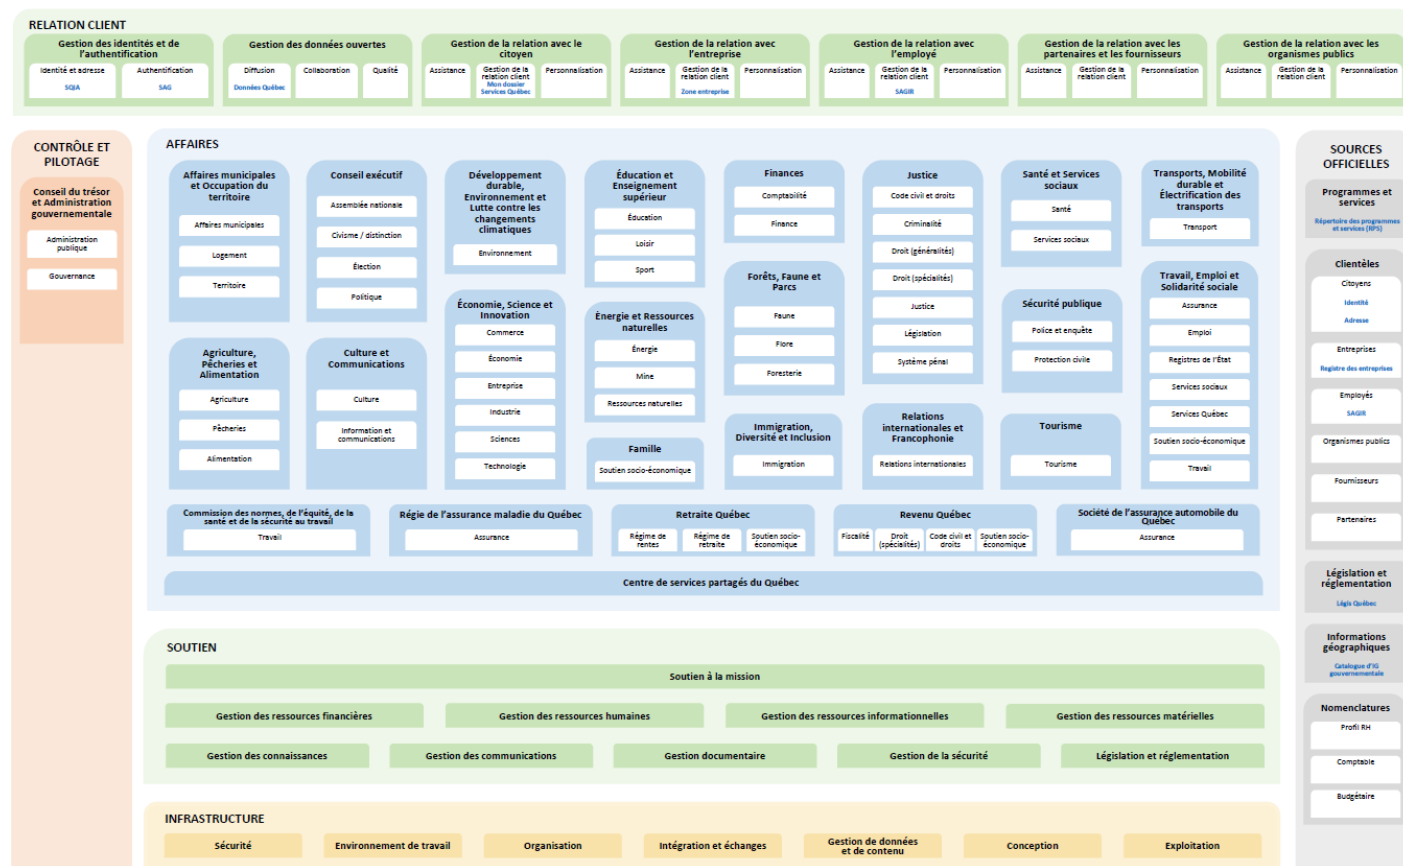 RELATION CLIENT
Gestion des identités et de
l'authentification
Identité et adresse
SQIA
Authentification
SAG
Gestion des données ouvertes
Diffusion
Données Québec
Collaboration
Qualité
Gestion de la relation avec le
citoyen
Assistance
Gestion de la
relation client
Mon dossier
Services Québec
Personnalisation
Gestion de la relation avec
l'entreprise
Assistance
Gestion de la
relation client
Zone entreprise
Personnalisation
Gestion de la relation avec
l'employé
Assistance
Gestion de la
relation client
SAGIR
Personnalisation
Gestion de la relation avec les
partenaires et les fournisseurs
Assistance
Gestion de la
relation client
Personnalisation
Gestion de la relation avec les
organismes publics
Assistance
Gestion de la
relation client
Personnalisation
CONTRÔLE ET
PILOTAGE
Conseil du trésor
et Administration
gouvernementale
Administration
publique
Gouvernance
AFFAIRES
Affaires municipales
et Occupation du
territoire
Affaires municipales
Logement
Territoire
Conseil exécutif
Assemblée nationale
Civisme / distinction
Élection
Politique
Développement
durable,
Environnement et
Lutte contre les
changements
climatiques
Environnement
Éducation et
Enseignement
supérieur
Éducation
Loisir
Sport
Finances
Comptabilité
Finance
Justice
Code civil et droits
Criminalité
Droit (généralités)
Droit (spécialités)
Justice
Législation
Système pénal
Santé et Services
sociaux
Santé
Services sociaux
Transports, Mobilité
durable et
Électrification des
transports
Transport
Agriculture,
Pêcheries et
Alimentation
Agriculture
Pêcheries
Alimentation
Culture et
Communications
Culture
Information et
communications
Économie, Science et
Innovation
Commerce
Économie
Entreprise
Industrie
Sciences
Technologie
Énergie et Ressources
naturelles
Énergie
Mine
Ressources naturelles
Famille
Soutien socio-économique
Forêts, Faune et
Parcs
Faune
Flore
Foresterie
Immigration,
Diversité et Inclusion
Immigration
Relations
internationales et
Francophonie
Relations internationales
Sécurité publique
Police et enquête
Protection civile
Tourisme
Tourisme
Travail, Emploi et
Solidarité sociale
Assurance
Emploi
Registres de l'État
Services sociaux
Services Québec
Soutien socio-économique
Travail
Commission des normes, de l'équité, de la
santé et de la sécurité au travail
Travail
Régie de l'assurance maladie du Québec
Assurance
Retraite Québec
Régime de
rentes
Régime de
retraite
Soutien socio-
économique
Revenu Québec
Fiscalité
Droit
(spécialités)
Code civil et
droits
Soutien socio-
économique
Société de l'assurance automobile du
Québec
Assurance
Centre de services partagés du Québec
SOUTIEN
Soutien à la mission
Gestion des ressources financières
Gestion des ressources humaines
Gestion des ressources informationnelles
Gestion des ressources matérielles
Gestion des connaissances
Gestion des communications
Gestion documentaire
Gestion de la sécurité
Législation et réglementation
INFRASTRUCTURE
Sécurité
Environnement de travail
Organisation
Intégration et échanges
Gestion de données
et de contenu
Conception
Exploitation
SOURCES
OFFICIELLES
Programmes et
services
Répertoire des programmes
et services (RPS)
Clientèles
Citoyens
Identité
Adresse
Entreprises
Registre des entreprises
Employés
SAGIR
Organismes publics
Fournisseurs
Partenaires
Législation et
réglementation
Légis Québec
Informations
géographiques
Catalogue d'IG
gouvernementale
Nomenclatures
Profil RH
Comptable
Budgétaire